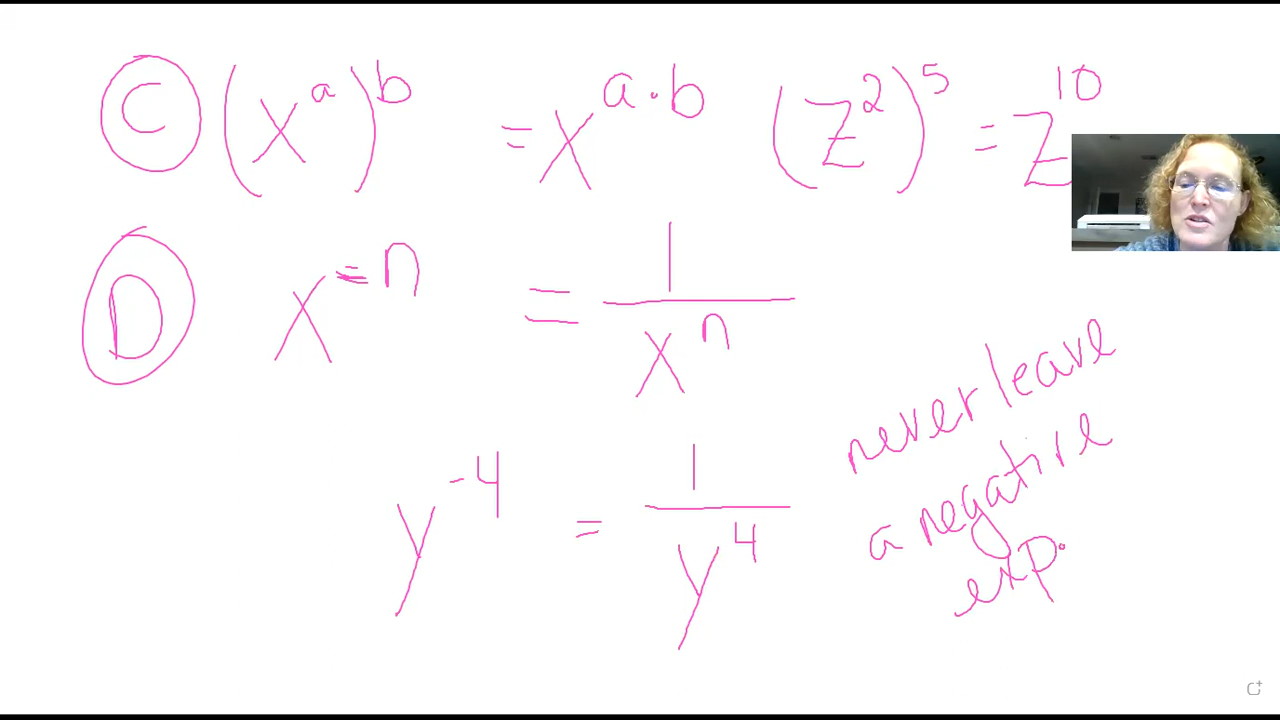 C (x^a)^b = x^{a·b} (z^2)^5 = z^{10}
D x^{-n} = 1/x^n
y^{-4} = 1/y^4
never leave
a negative
exp.